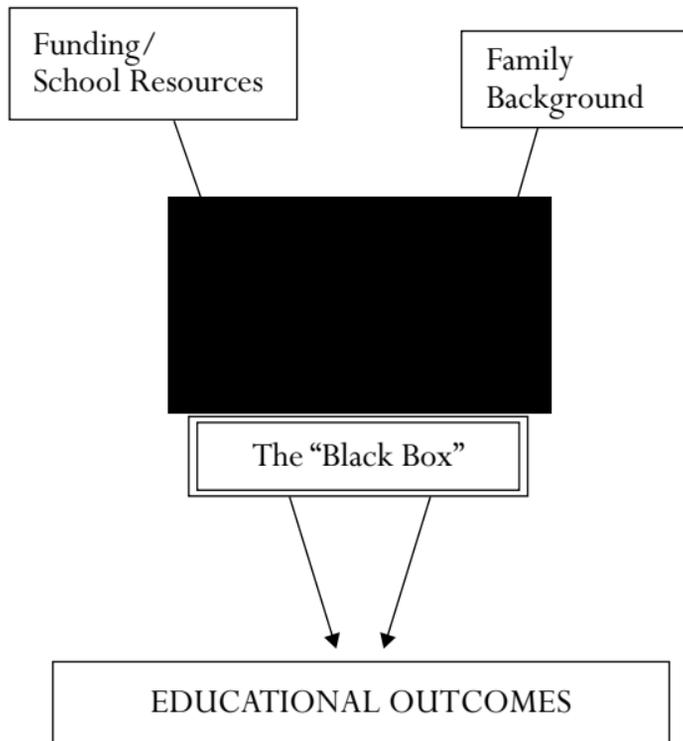 Funding/
School Resources
Family
Background
The “Black Box”
EDUCATIONAL OUTCOMES